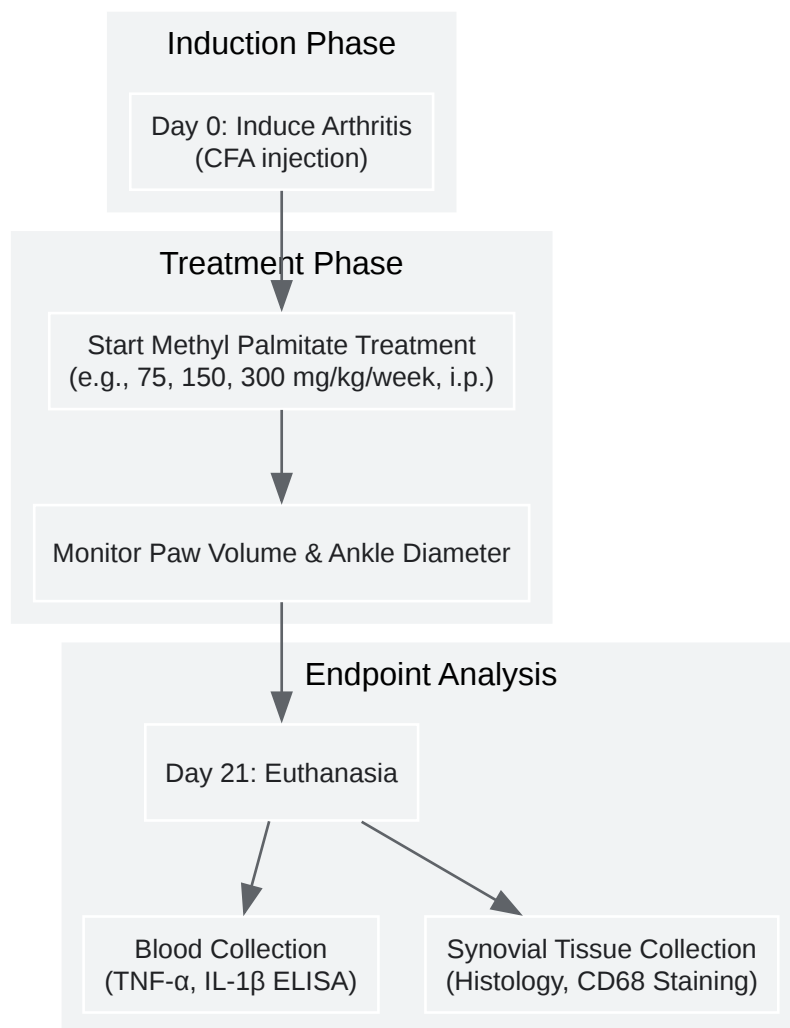 Induction Phase
Day 0: Induce Arthritis
(CFA injection)
Treatment Phase
Start Methyl Palmitate Treatment
(e.g., 75, 150, 300 mg/kg/week, i.p.)
Monitor Paw Volume & Ankle Diameter
Endpoint Analysis
Day 21: Euthanasia
Blood Collection
(TNF-α, IL-1β ELISA)
Synovial Tissue Collection
(Histology, CD68 Staining)